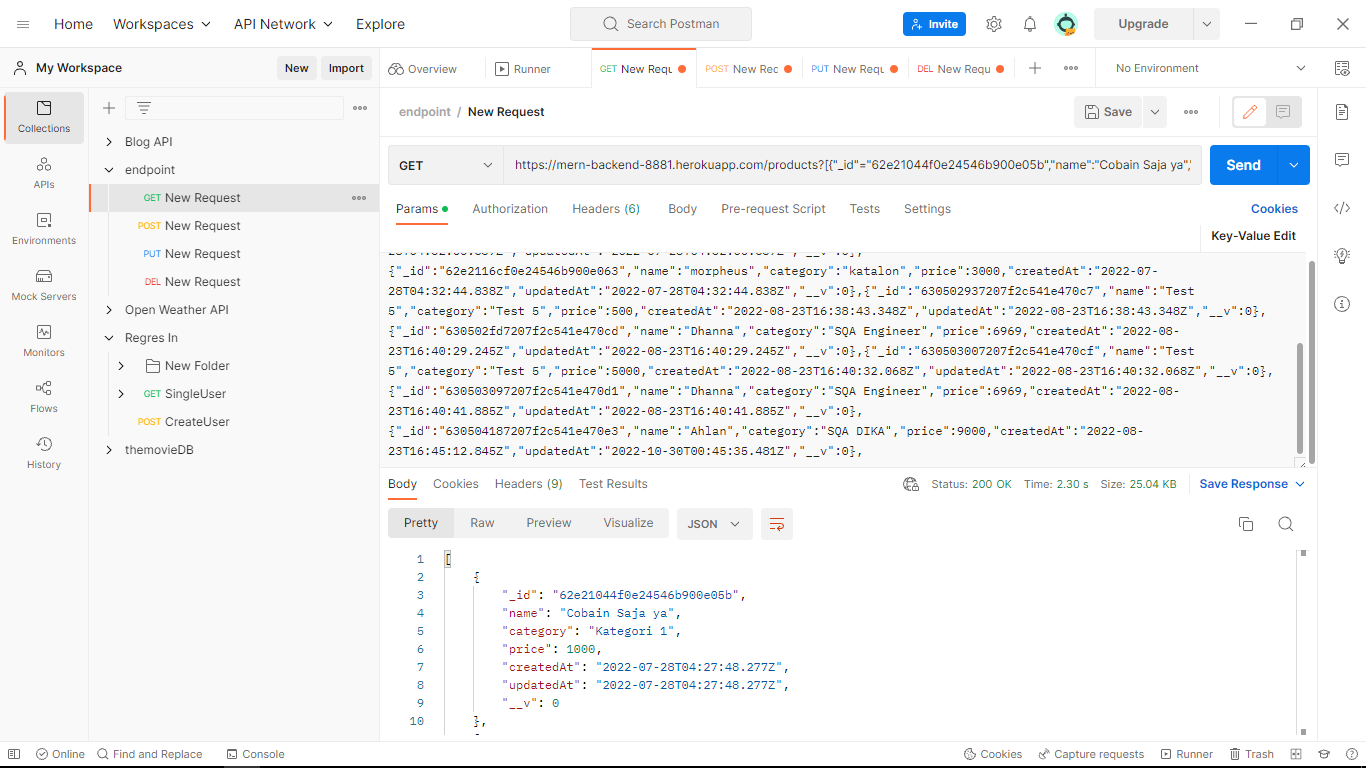 Home
Workspaces
API Network
Explore
Search Postman
Invite
Upgrade
My Workspace
New
Import
Overview
Runner
GET New Requ
POST New Rec
PUT New Requ
DEL New Requ
No Environment
Collections
APIs
Environments
Mock Servers
Monitors
Flows
History
Blog API
endpoint
GET New Request
POST New Request
PUT New Request
DEL New Request
Open Weather API
Regres In
New Folder
GET SingleUser
POST CreateUser
themovieDB
endpoint / New Request
Save
GET
https://mern-backend-8881.herokuapp.com/products?[{"_id"="62e21044f0e24546b900e05b","name":"Cobain Saja ya","
Send
Params
Authorization
Headers (6)
Body
Pre-request Script
Tests
Settings
Cookies
Key-Value Edit
{"_id":"62e2116cf0e24546b900e063","name":"morpheus","category":"katalon","price":3000,"createdAt":"2022-07-
28T04:32:44.838Z","updatedAt":"2022-07-28T04:32:44.838Z","__v":0},{"_id":"630502937207f2c541e470c7","name":"Test
5","category":"Test 5","price":500,"createdAt":"2022-08-23T16:38:43.348Z","updatedAt":"2022-08-23T16:38:43.348Z","__v":0},
{"_id":"630502fd7207f2c541e470cd","name":"Dhanna","category":"SQA Engineer","price":6969,"createdAt":"2022-08-
23T16:40:29.245Z","updatedAt":"2022-08-23T16:40:29.245Z","__v":0},{"_id":"630503007207f2c541e470cf","name":"Test
5","category":"Test 5","price":5000,"createdAt":"2022-08-23T16:40:32.068Z","updatedAt":"2022-08-23T16:40:32.068Z","__v":0},
{"_id":"630503097207f2c541e470d1","name":"Dhanna","category":"SQA Engineer","price":6969,"createdAt":"2022-08-
23T16:40:41.885Z","updatedAt":"2022-08-23T16:40:41.885Z","__v":0},
{"_id":"630504187207f2c541e470e3","name":"Ahlan","category":"SQA DIKA","price":9000,"createdAt":"2022-08-
23T16:45:12.845Z","updatedAt":"2022-10-30T00:45:35.481Z","__v":0},
Body
Cookies
Headers (9)
Test Results
Status: 200 OK
Time: 2.30 s
Size: 25.04 KB
Save Response
Pretty
Raw
Preview
Visualize
JSON
1 [
2 {
3 "_id": "62e21044f0e24546b900e05b",
4 "name": "Cobain Saja ya",
5 "category": "Kategori 1",
6 "price": 1000,
7 "createdAt": "2022-07-28T04:27:48.277Z",
8 "updatedAt": "2022-07-28T04:27:48.277Z",
9 "__v": 0
10 },
Online
Find and Replace
Console
Cookies
Capture requests
Runner
Trash